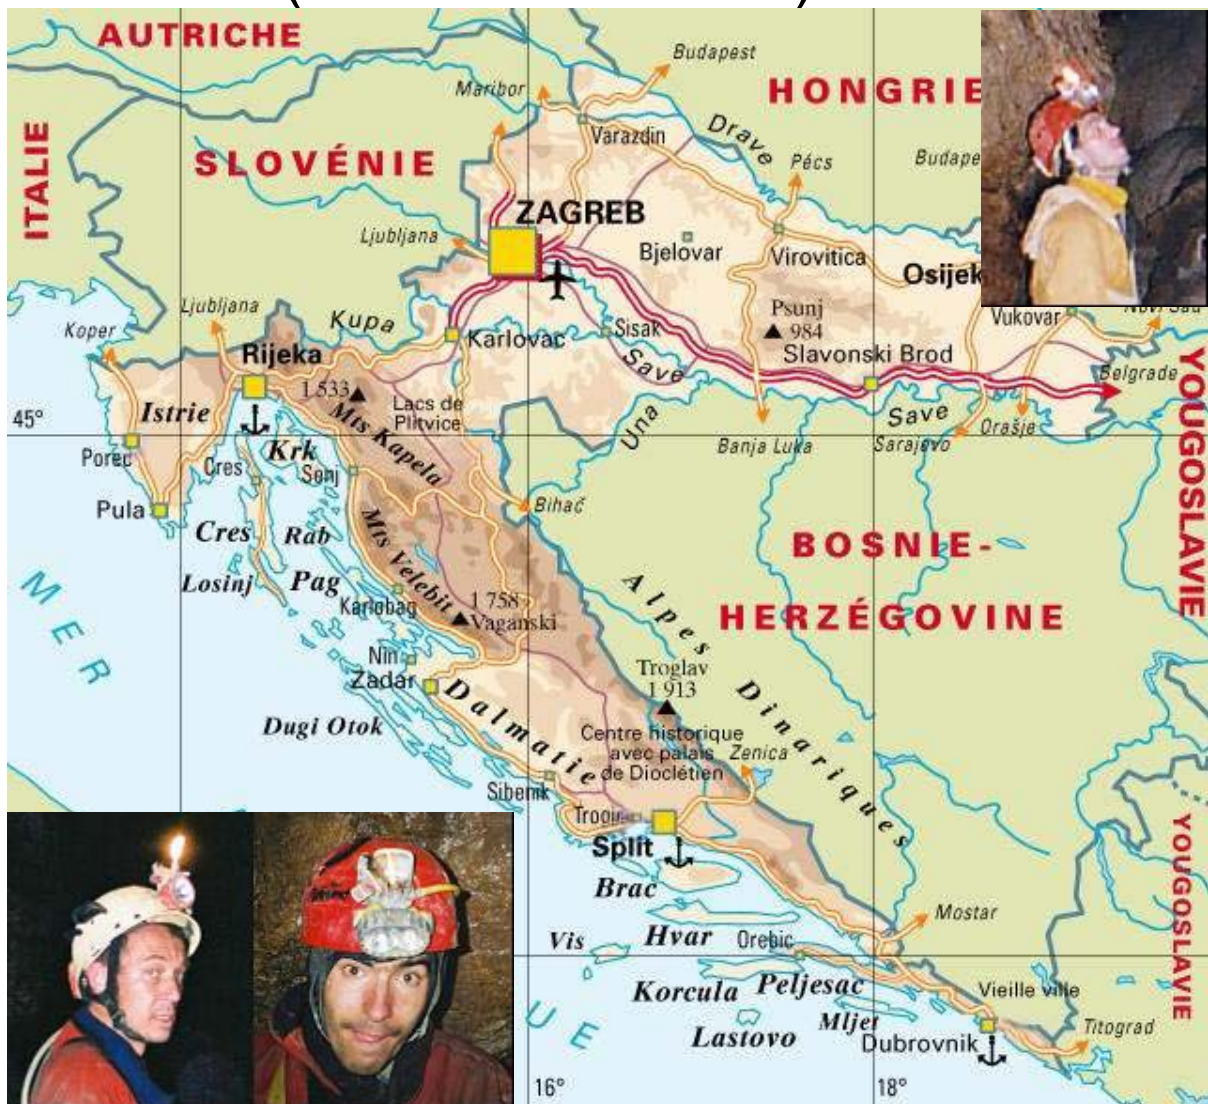 AUTRICHE
Budapest
Maribor
HONGRIE
Varazdin
Drave
ITALIE
SLOVÉNIE
Pécs
ZAGREB
Ljubljana
Bjelovar
Virovitica
Osijek
Ljubljana
Koper
Kupa
Karlovac
Sisak
Psunj
984
Vukovar
Rijeka
Save
Slavonski Brod
Belgrade
YOUGOSLAVIE
1 533
Lacs de
Plitvice
45°
Istrie
Mts Kapela
Una
Save
Banja Luka
Sarajevo
Orašje
Porec
Krk
Cres
Senj
Pula
Bihać
Cres
Rab
Mts Velebit
BOSNIE-
HERZÉGOVINE
Losinj
Pag
Karlobag
1 758
Vaganski
Alpes Dinariques
MER
Nin
Zadar
Troglav
1 913
Dalmatie
Dugi Otok
Centre historique
avec palais
de Dioclétien
Zenica
Sibenik
Split
YOUGOSLAVIE
Brac
Mostar
Vis
Hvar
Orebic
Korcula
Peljesac
Vieille ville
Lastovo
Mljet
Dubrovnik
Titograd
UE
16°
18°